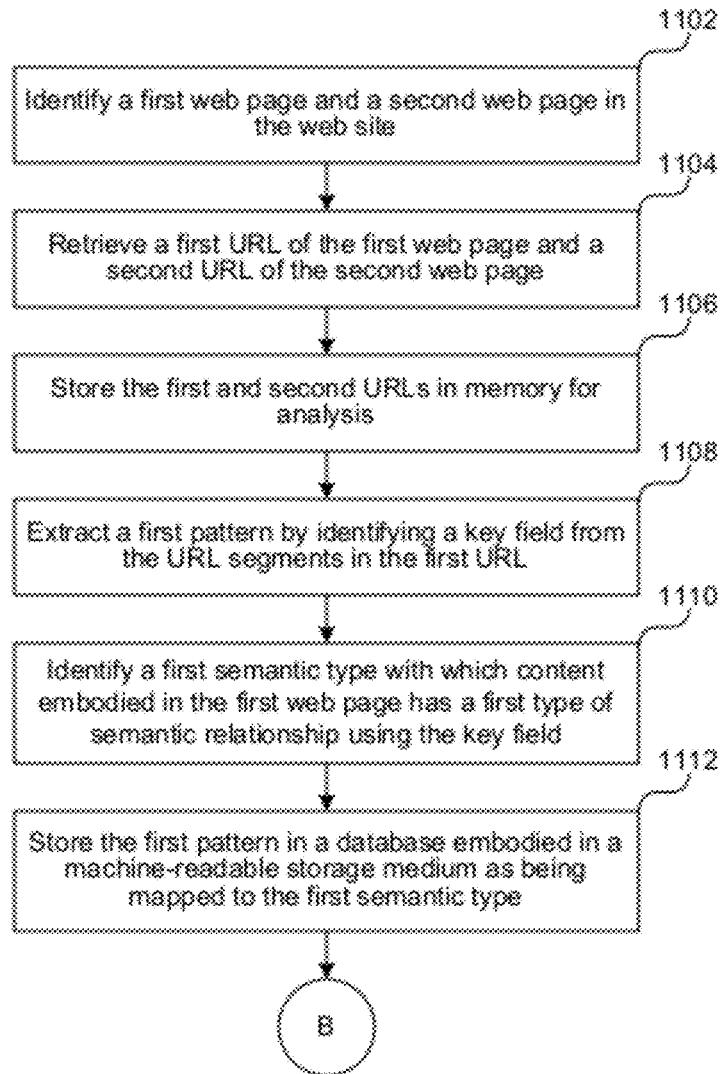 1102
Identify a first web page and a second web page in
the web site
1104
Retrieve a first URL of the first web page and a
second URL of the second web page
1106
Store the first and second URLs in memory for
analysis
1108
Extract a first pattern by identifying a key field from
the URL segments in the first URL
1110
Identify a first semantic type with which content
embodied in the first web page has a first type of
semantic relationship using the key field
1112
Store the first pattern in a database embodied in a
machine-readable storage medium as being
mapped to the first semantic type
B